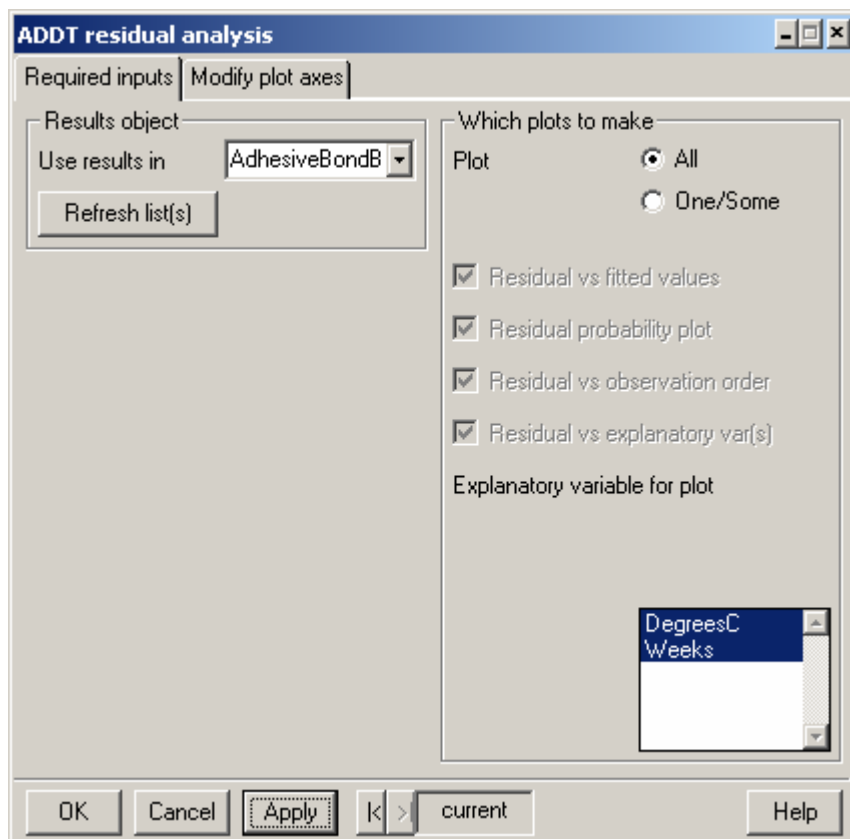 ADDT residual analysis
Required inputs
Modify plot axes
Results object
Use results in
AdhesiveBondB
Refresh list(s)
Which plots to make
Plot
All
One/Some
Residual vs fitted values
Residual probability plot
Residual vs observation order
Residual vs explanatory var(s)
Explanatory variable for plot
DegreesC
Weeks
OK
Cancel
Apply
current
Help